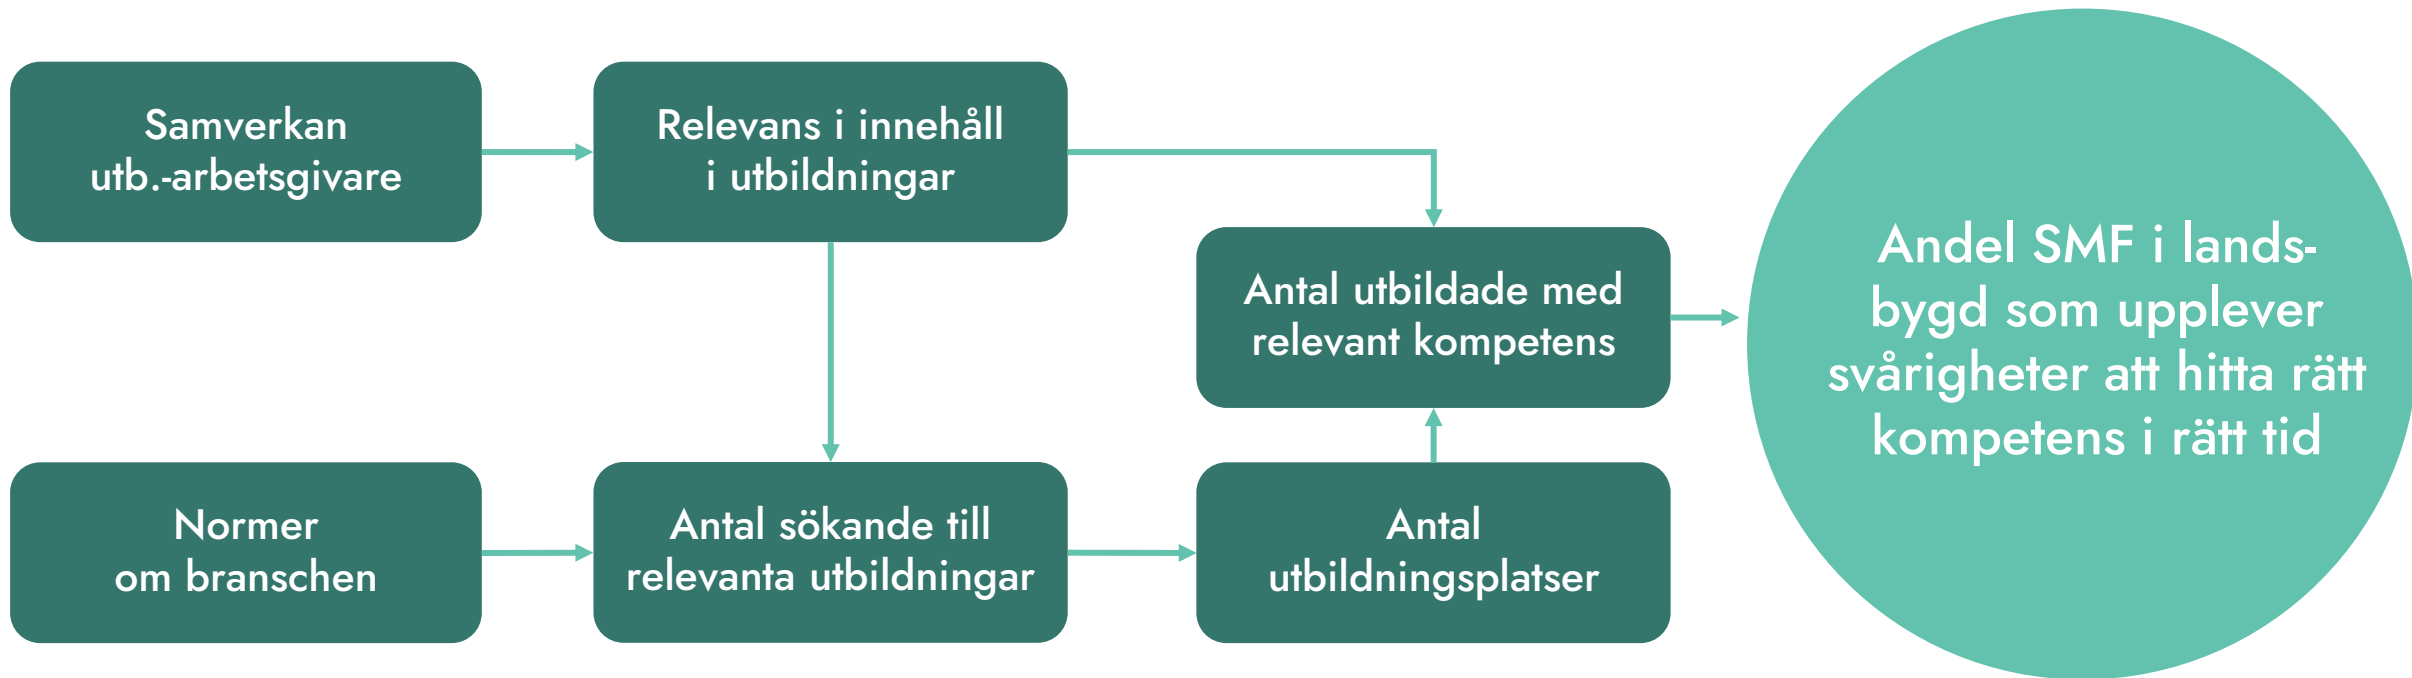 Samverkan
utb.-arbetsgivare
Relevans i innehåll
i utbildningar
Antal utbildade med
relevant kompetens
Normer
om branschen
Antal sökande till
relevanta utbildningar
Antal
utbildningsplatser
Andel SMF i lands-
bygd som upplever
svårigheter att hitta rätt
kompetens i rätt tid